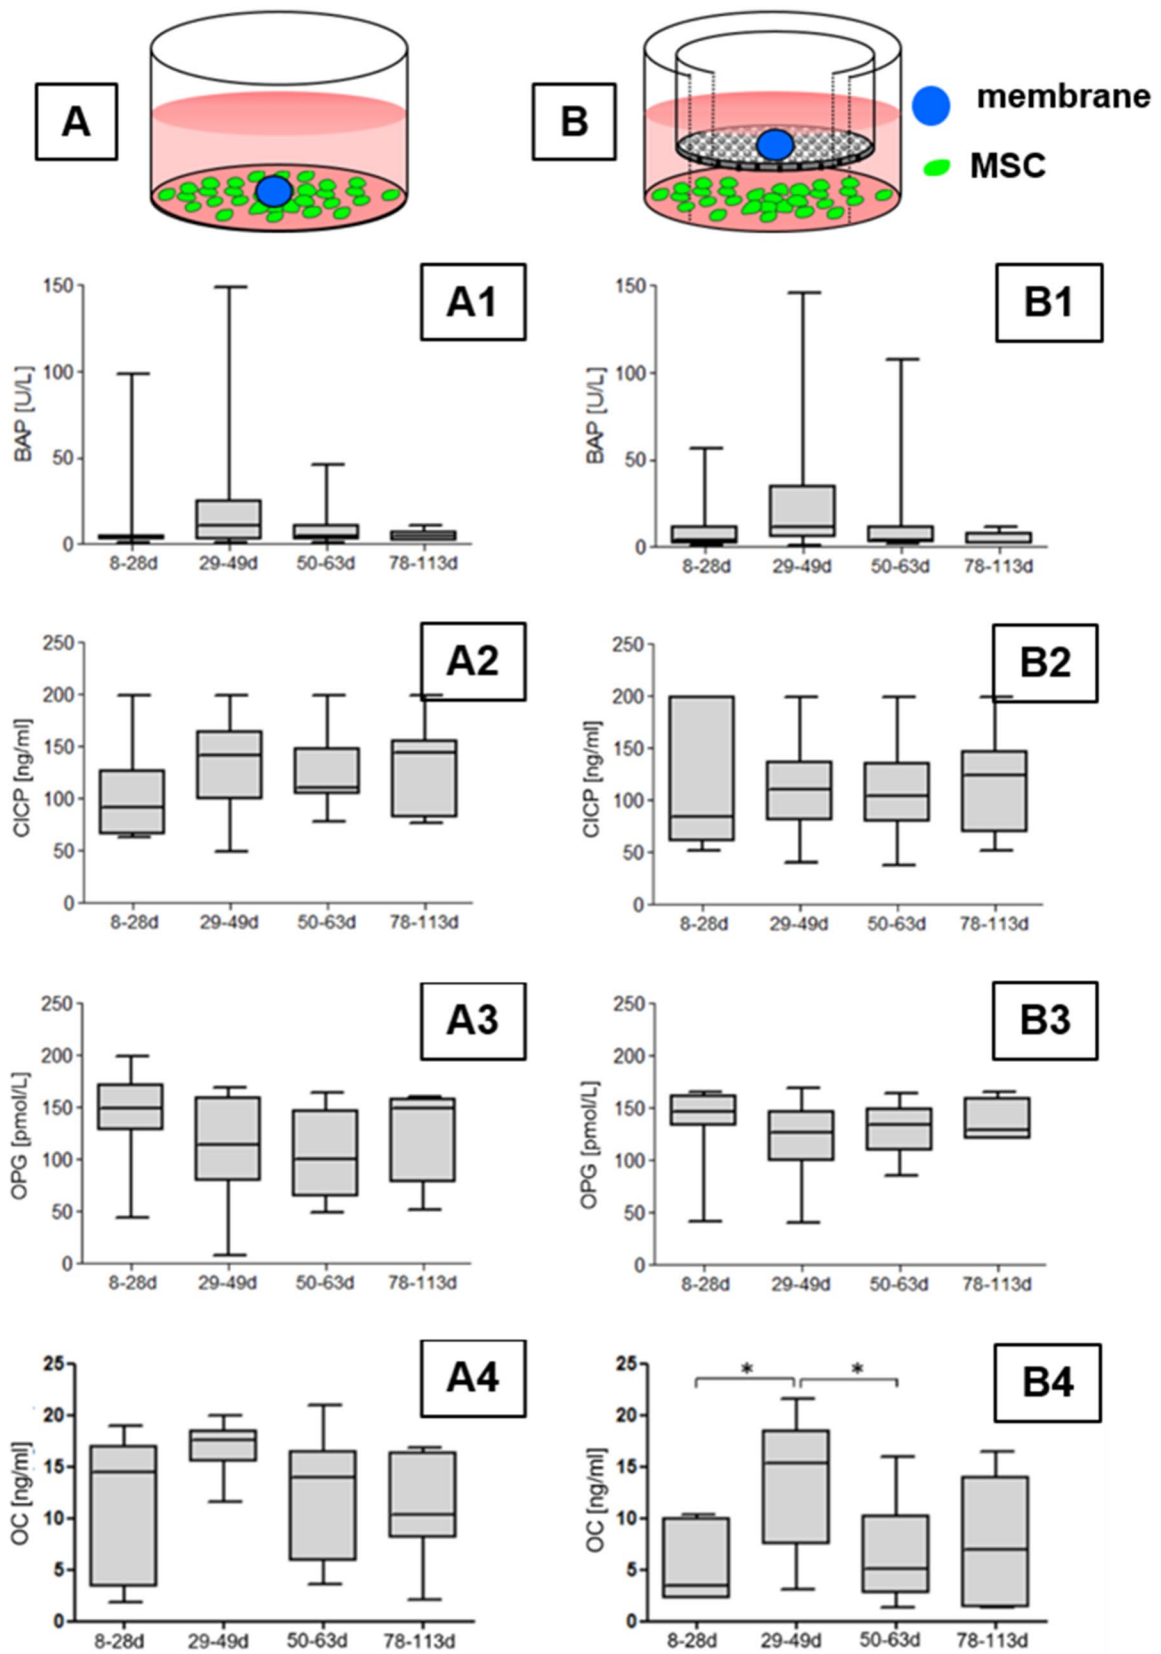 A
B
membrane
MSC
A1
150
100
50
0
BAP [U/L]
8-28d 29-49d 50-63d 78-113d
B1
150
100
50
0
BAP [U/L]
8-28d 29-49d 50-63d 78-113d
A2
250
200
150
100
50
0
CICP [ng/ml]
8-28d 29-49d 50-63d 78-113d
B2
250
200
150
100
50
0
CICP [ng/ml]
8-28d 29-49d 50-63d 78-113d
A3
250
200
150
100
50
0
OPG [pmol/L]
8-28d 29-49d 50-63d 78-113d
B3
250
200
150
100
50
0
OPG [pmol/L]
8-28d 29-49d 50-63d 78-113d
A4
25
20
15
10
5
0
OC [ng/ml]
8-28d 29-49d 50-63d 78-113d
B4
* *
25
20
15
10
5
0
OC [ng/ml]
8-28d 29-49d 50-63d 78-113d